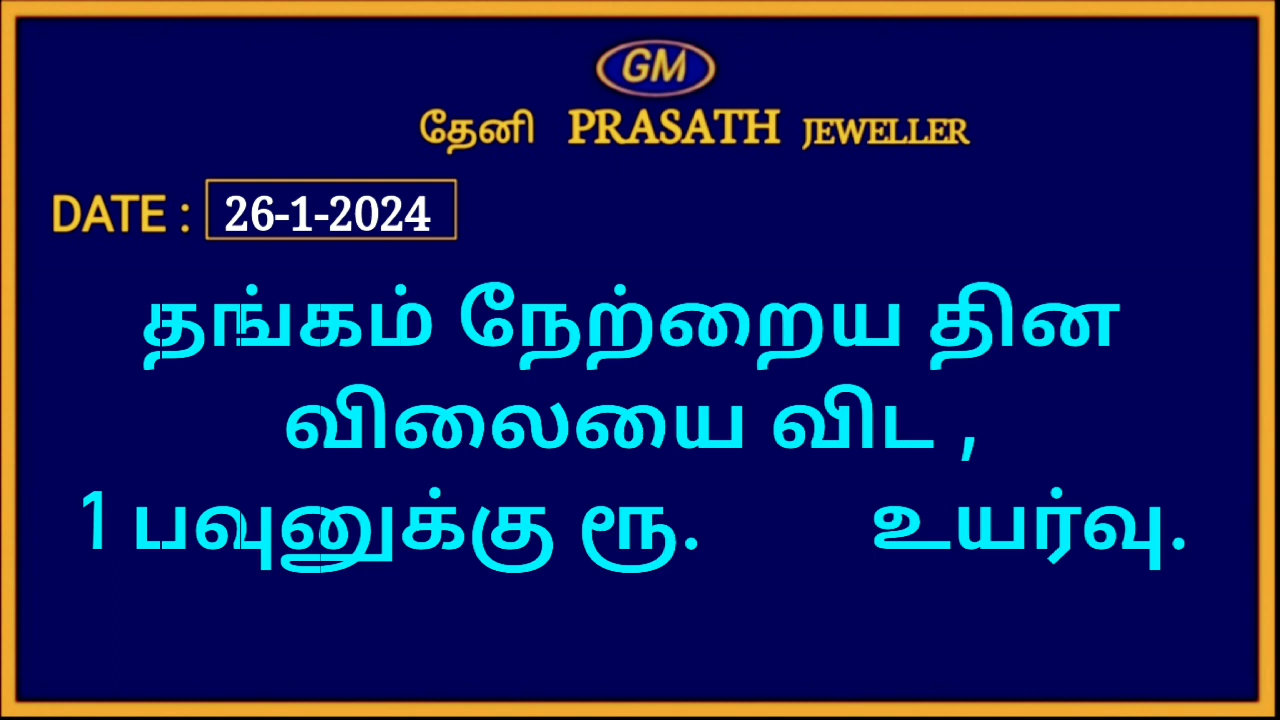 GM
தேனி PRASATH JEWELLER
DATE : 26-1-2024
தங்கம் நேற்றைய தின
விலையை விட ,
1 பவுனுக்கு ரூ. உயர்வு.